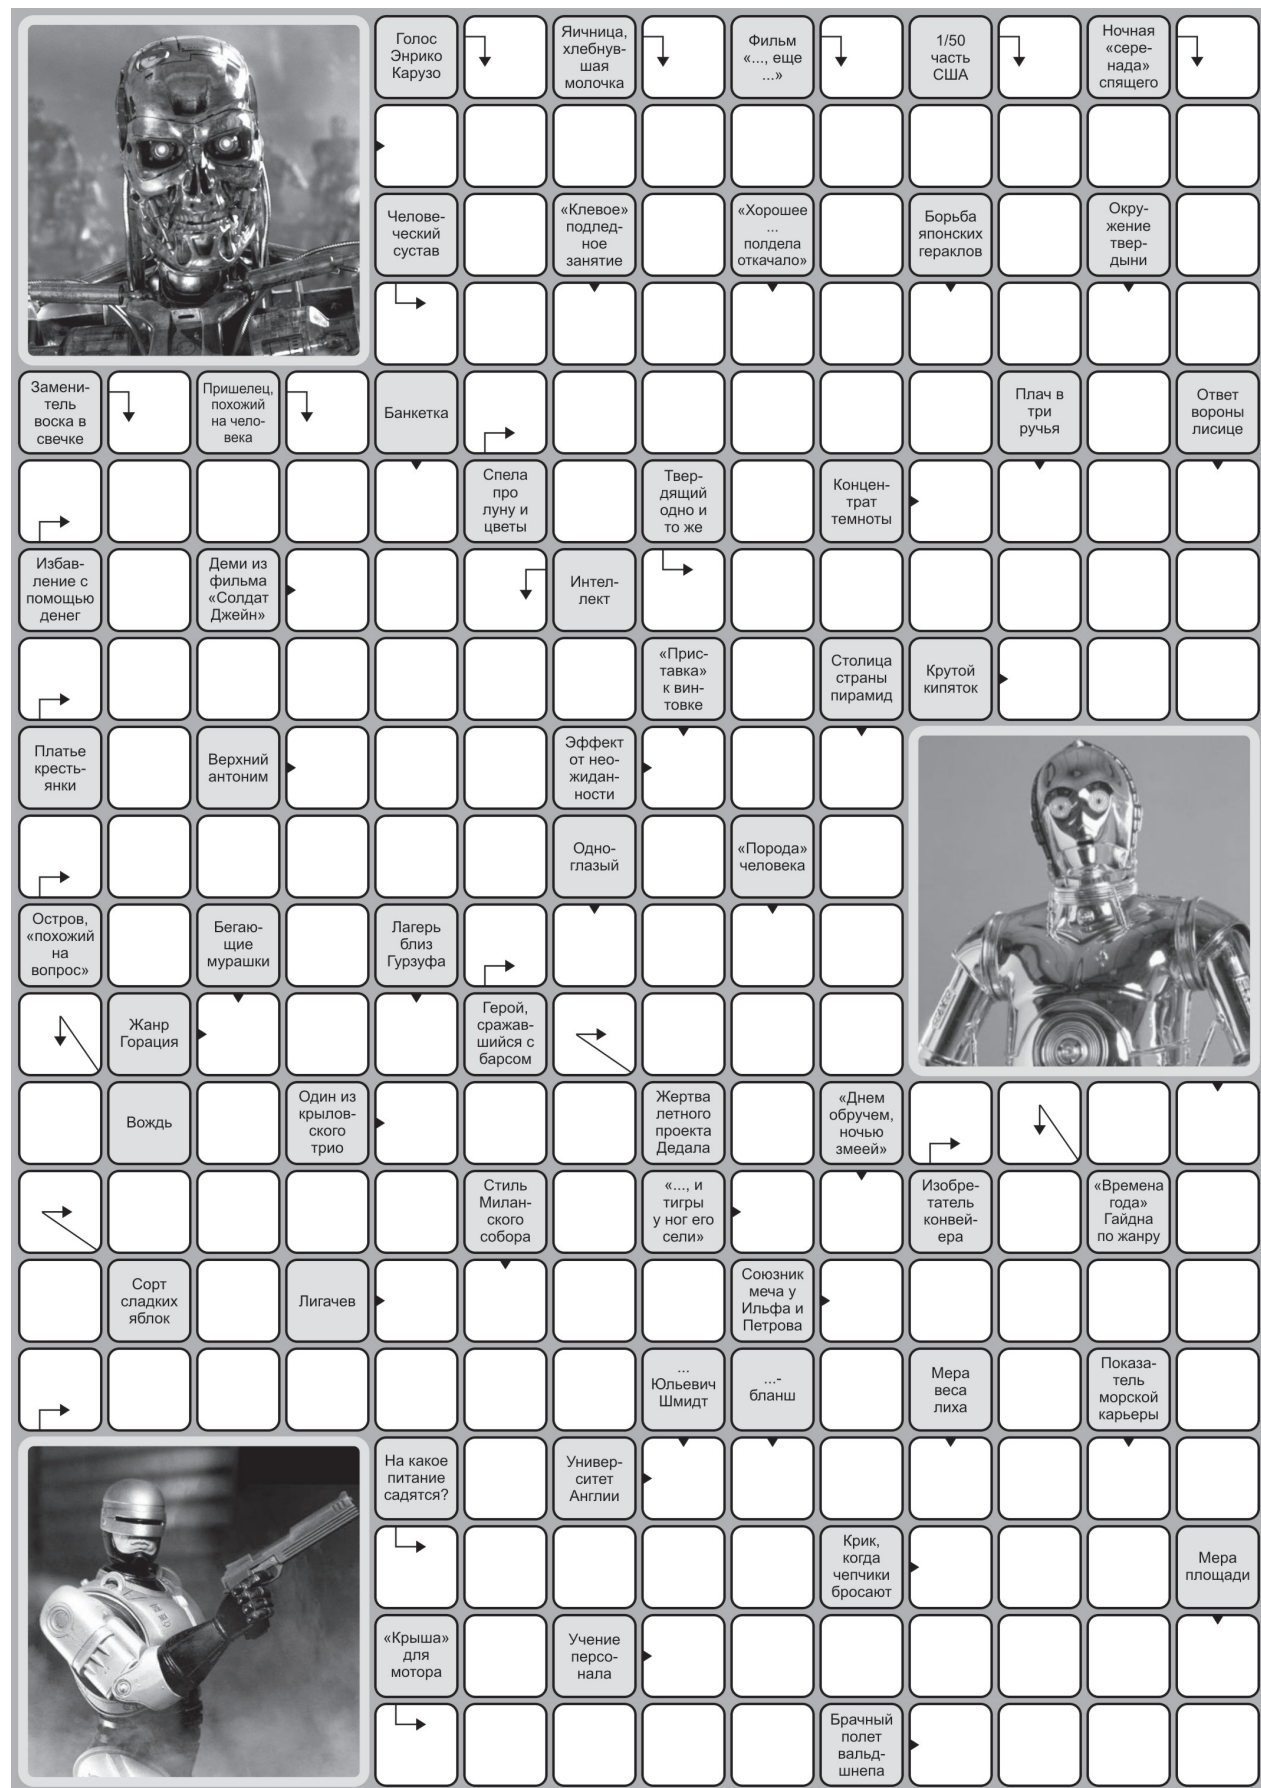 Голос
Энрико
Карузо
Яичница,
хлебнув-
шая
молочка
Фильм
«..., еще
...»
1/50
часть
США
Ночная
«сере-
нада»
спящего
Челове-
ческий
сустав
«Клевое»
подлед-
ное
занятие
«Хорошее
...
полдела
откачало»
Борьба
японских
гераклов
Окру-
жение
твер-
дыни
Замени-
тель
воска в
свечке
Пришелец,
похожий
на чело-
века
Банкетка
Плач в
три
ручья
Ответ
вороны
лисице
Спела
про
луну и
цветы
Твер-
дящий
одно и
то же
Концен-
трат
темноты
Избав-
ление с
помощью
денег
Деми из
фильма
«Солдат
Джейн»
Интел-
лект
«Прис-
тавка»
к вин-
товке
Столица
страны
пирамид
Крутой
кипяток
Платье
кресть-
янки
Верхний
антоним
Эффект
от нео-
жидан-
ности
Одно-
глазый
«Порода»
человека
Остров,
«похожий
на
вопрос»
Бегаю-
щие
мурашки
Лагерь
близ
Гурзуфа
Жанр
Горация
Герой,
сражав-
шийся с
барсом
Вождь
Один из
крылов-
ского
трио
Жертва
летного
проекта
Дедала
«Днем
обручем,
ночью
змеей»
Стиль
Милан-
ского
собора
«..., и
тигры
у ног его
сели»
Изобре-
татель
конвей-
ера
«Времена
года»
Гайдна
по жанру
Сорт
сладких
яблок
Лигачев
Союзник
меча у
Ильфа и
Петрова
...
Юльевич
Шмидт
...-
бланш
Мера
веса
лиха
Показа-
тель
морской
карьеры
На какое
питание
садятся?
Универ-
ситет
Англии
Крик,
когда
чепчики
бросают
Мера
площади
«Крыша»
для
мотора
Учение
персо-
нала
Брачный
полет
вальд-
шнепа